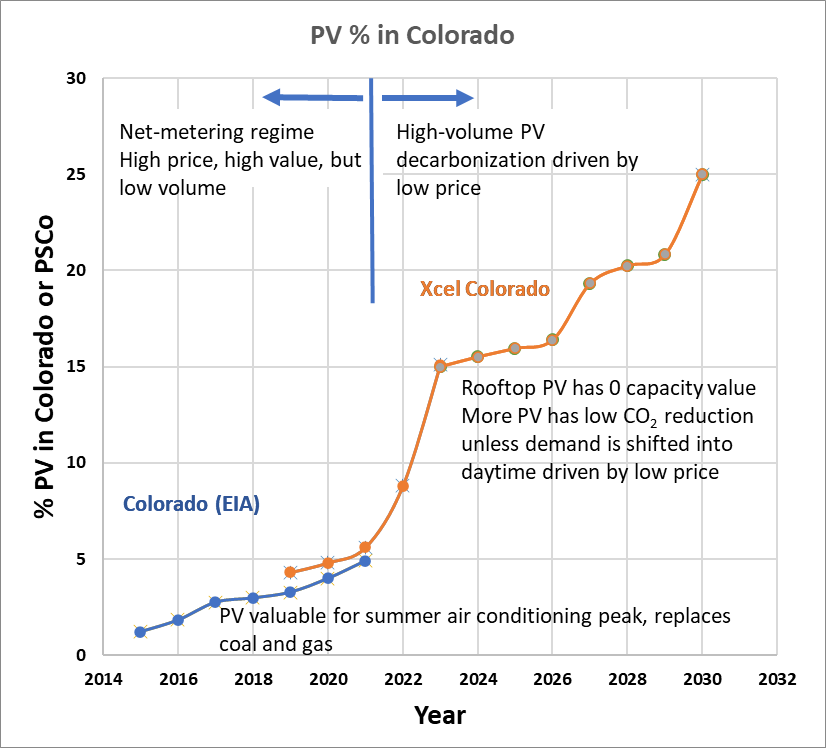 PV % in Colorado
30
25
20
15
10
5
0
% PV in Colorado or PSCo
Net-metering regime
High price, high value, but
low volume
High-volume PV
decarbonization driven by
low price
Xcel Colorado
Rooftop PV has 0 capacity value
More PV has low CO₂ reduction
unless demand is shifted into
daytime driven by low price
Colorado (EIA)
PV valuable for summer air conditioning peak, replaces
coal and gas
2014 2016 2018 2020 2022 2024 2026 2028 2030 2032
Year